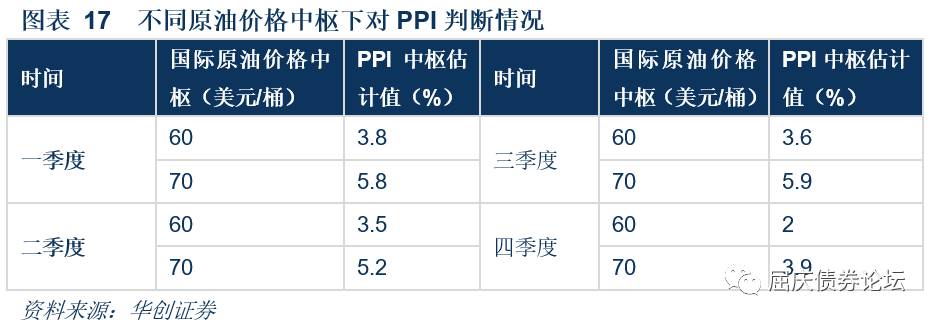 图表 17 不同原油价格中枢下对 PPI 判断情况
时间 国际原油价格中枢（美元/桶） PPI 中枢估计值（%） 时间 国际原油价格中枢（美元/桶） PPI 中枢估计值（%）
一季度 60 3.8 三季度 60 3.6
70 5.8 70 5.9
二季度 60 3.5 四季度 60 2
70 5.2 70 3.9
屈庆债券论坛
资料来源：华创证券